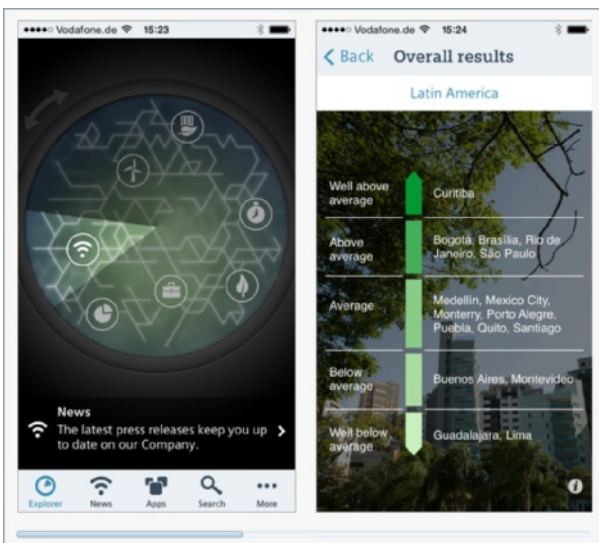 Vodafone.de 15:23
News
The latest press releases keep you up
to date on our Company.
Explorer News Apps Search More
Vodafone.de 15:24
Back Overall results
Latin America
Well above
average
Curitiba
Above
average
Bogotá, Brasília, Rio de
Janeiro, São Paulo
Average
Medellín, Mexico City,
Monterry, Porto Alegre,
Puebla, Quito, Santiago
Below
average
Buenos Aires, Montevideo
Well below
average
Guadalajara, Lima